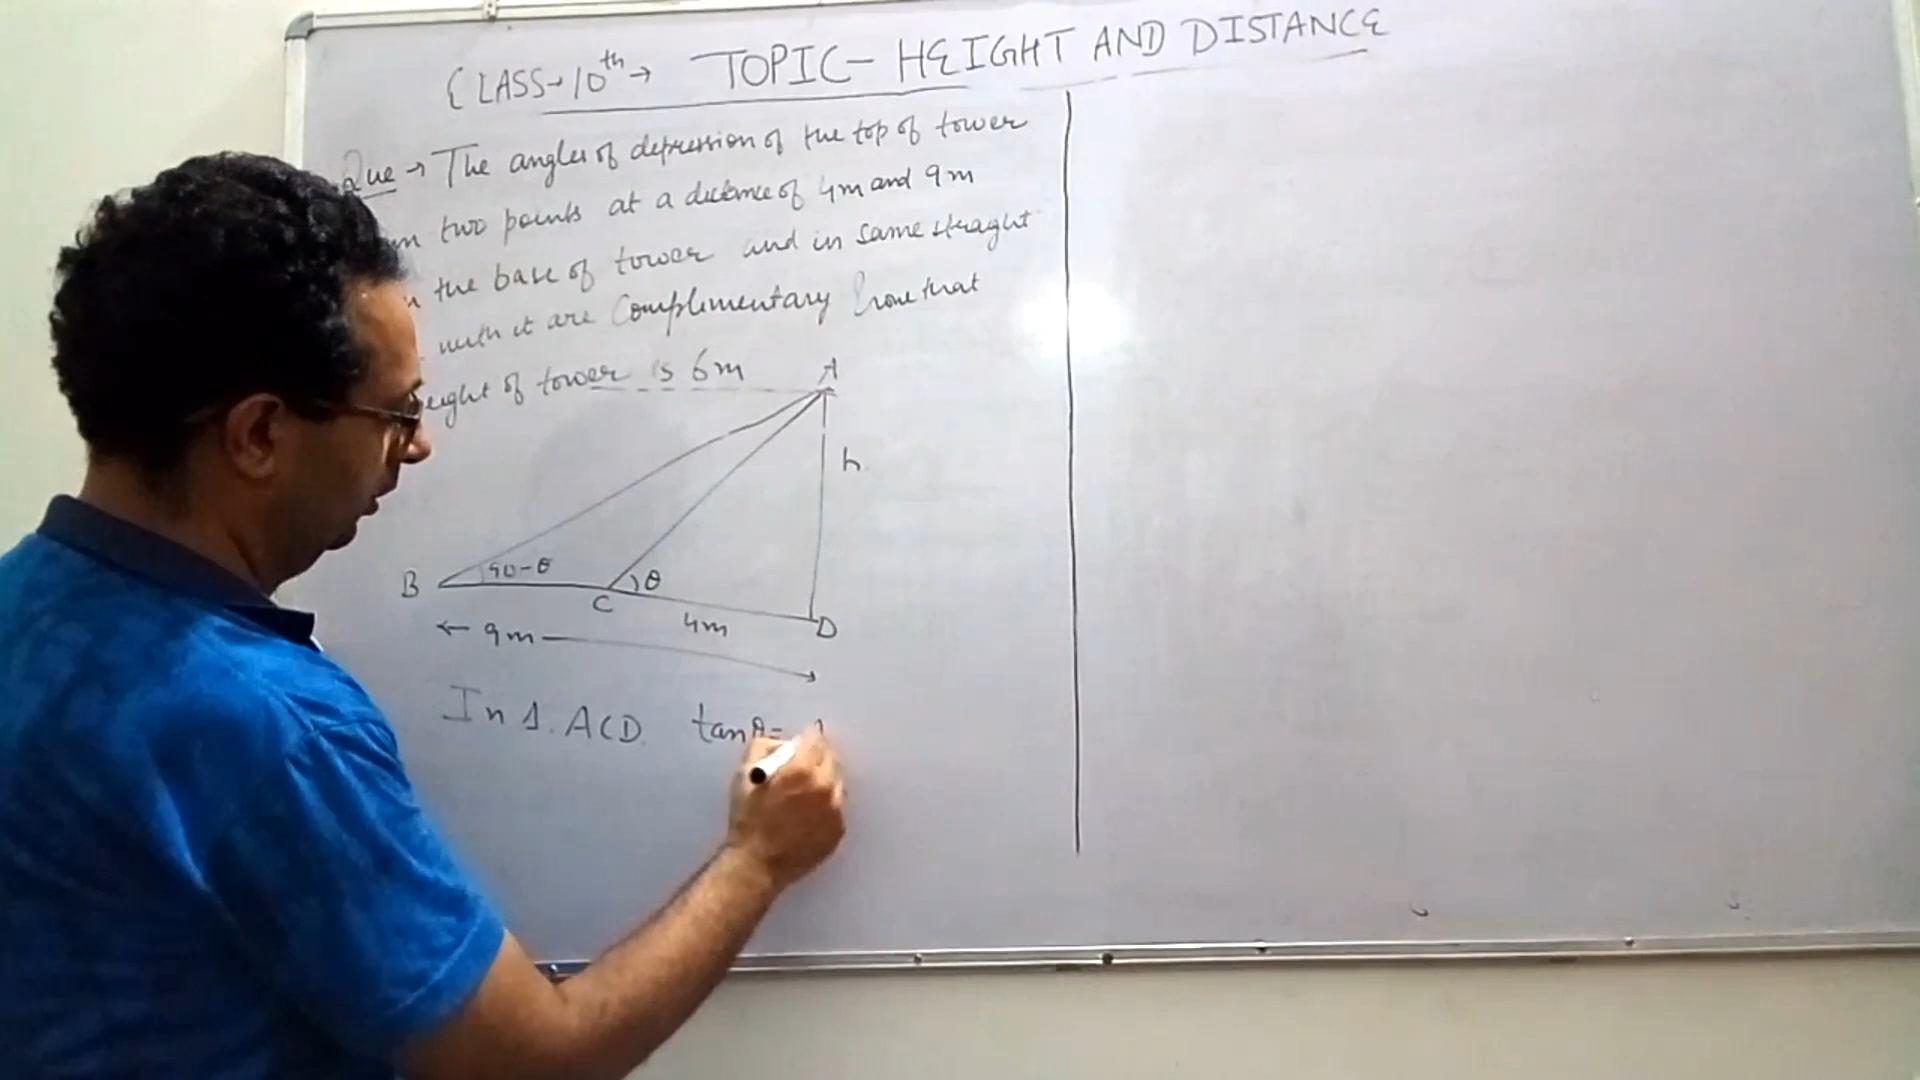 CLASS→10th→ TOPIC- HEIGHT AND DISTANCE
Que → The angles of depression of the top of tower
two points at a distance of 4m and 9m
the base of tower and in same straght
with it are Complimentary Prove that
of tower is 6m
A
h
B 90-θ C θ
D
4m
← 9m →
In Δ. ACD. tanθ=